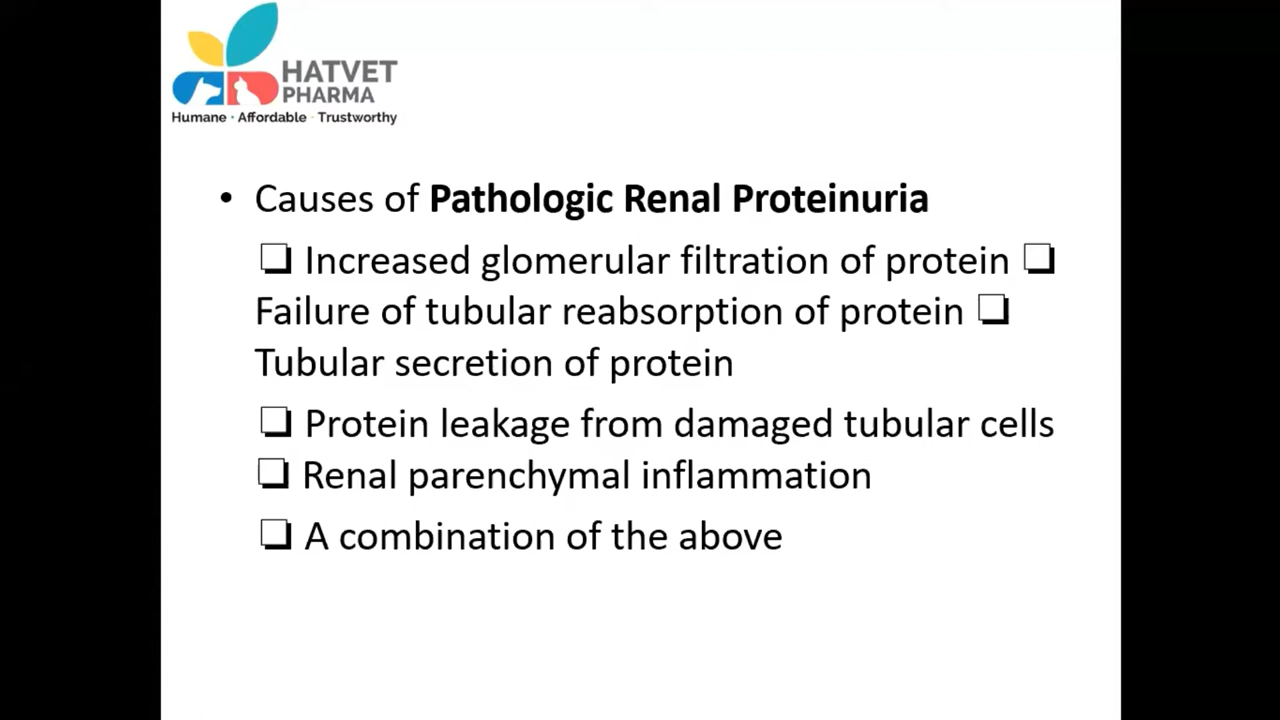 HATVET
PHARMA
Humane · Affordable · Trustworthy
• Causes of Pathologic Renal Proteinuria
❑ Increased glomerular filtration of protein ❑
Failure of tubular reabsorption of protein ❑
Tubular secretion of protein
❑ Protein leakage from damaged tubular cells
❑ Renal parenchymal inflammation
❑ A combination of the above